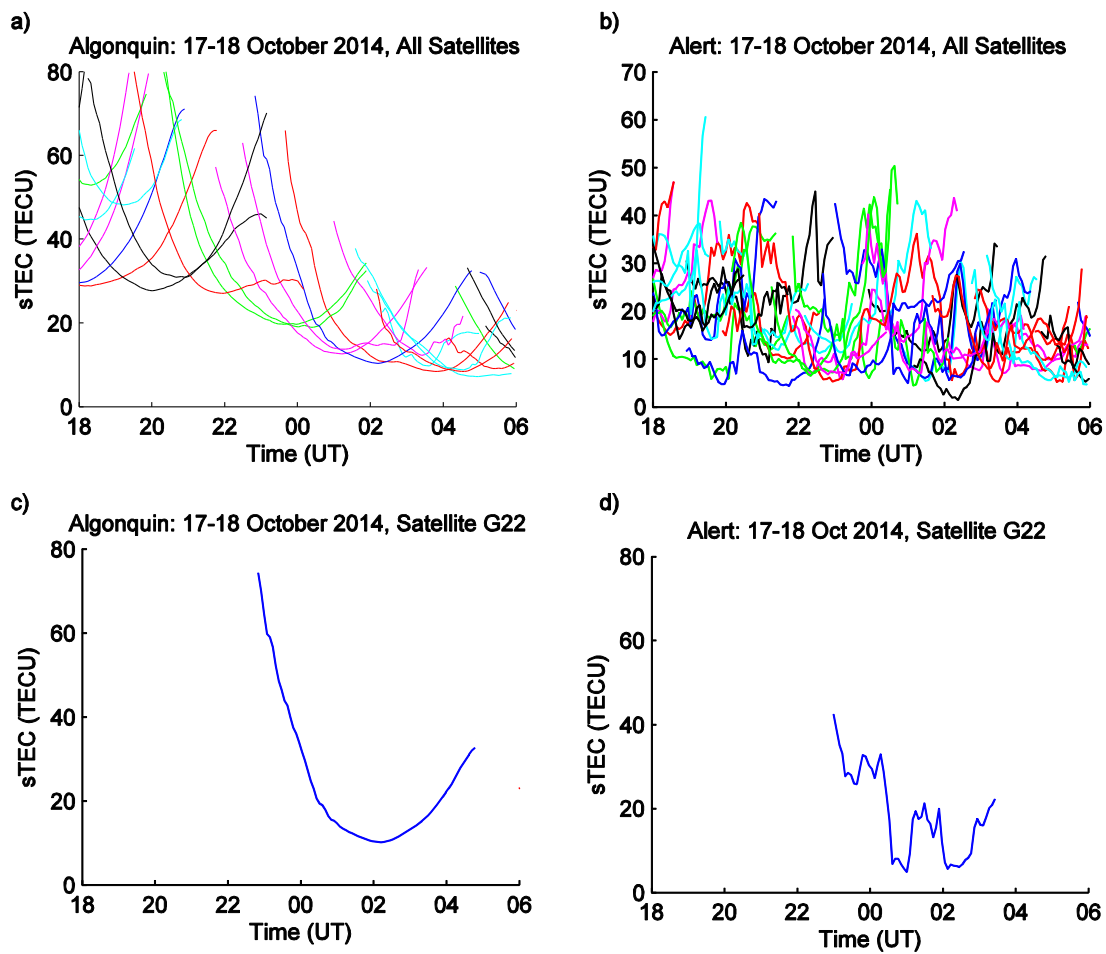 a)
Algonquin: 17-18 October 2014, All Satellites
80
60
40
20
0
sTEC (TECU)
18 20 22 00 02 04 06
Time (UT)
b)
Alert: 17-18 October 2014, All Satellites
70
60
50
40
30
20
10
0
sTEC (TECU)
18 20 22 00 02 04 06
Time (UT)
c)
Algonquin: 17-18 October 2014, Satellite G22
80
60
40
20
0
sTEC (TECU)
18 20 22 00 02 04 06
Time (UT)
d)
Alert: 17-18 Oct 2014, Satellite G22
80
60
40
20
0
sTEC (TECU)
18 20 22 00 02 04 06
Time (UT)